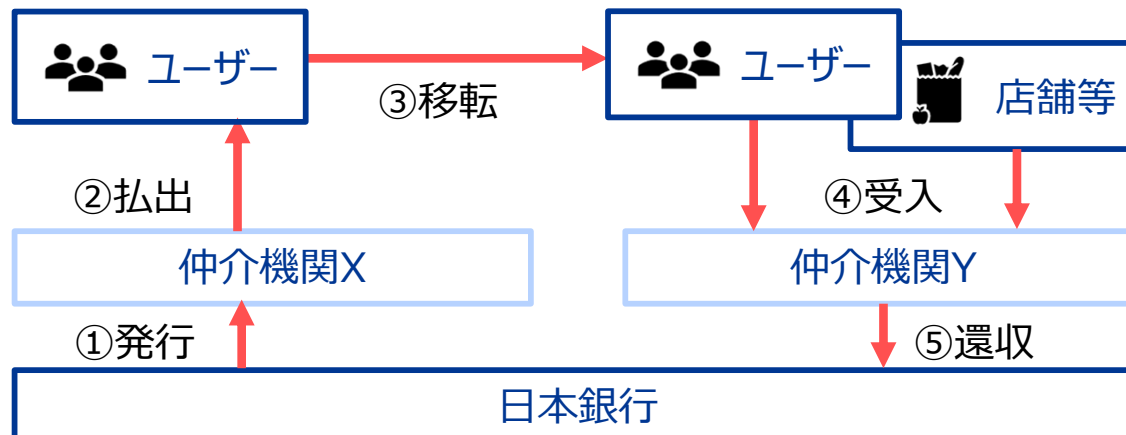 ユーザー
ユーザー
店舗等
③移転
②払出
④受入
仲介機関X
仲介機関Y
①発行
⑤還収
日本銀行